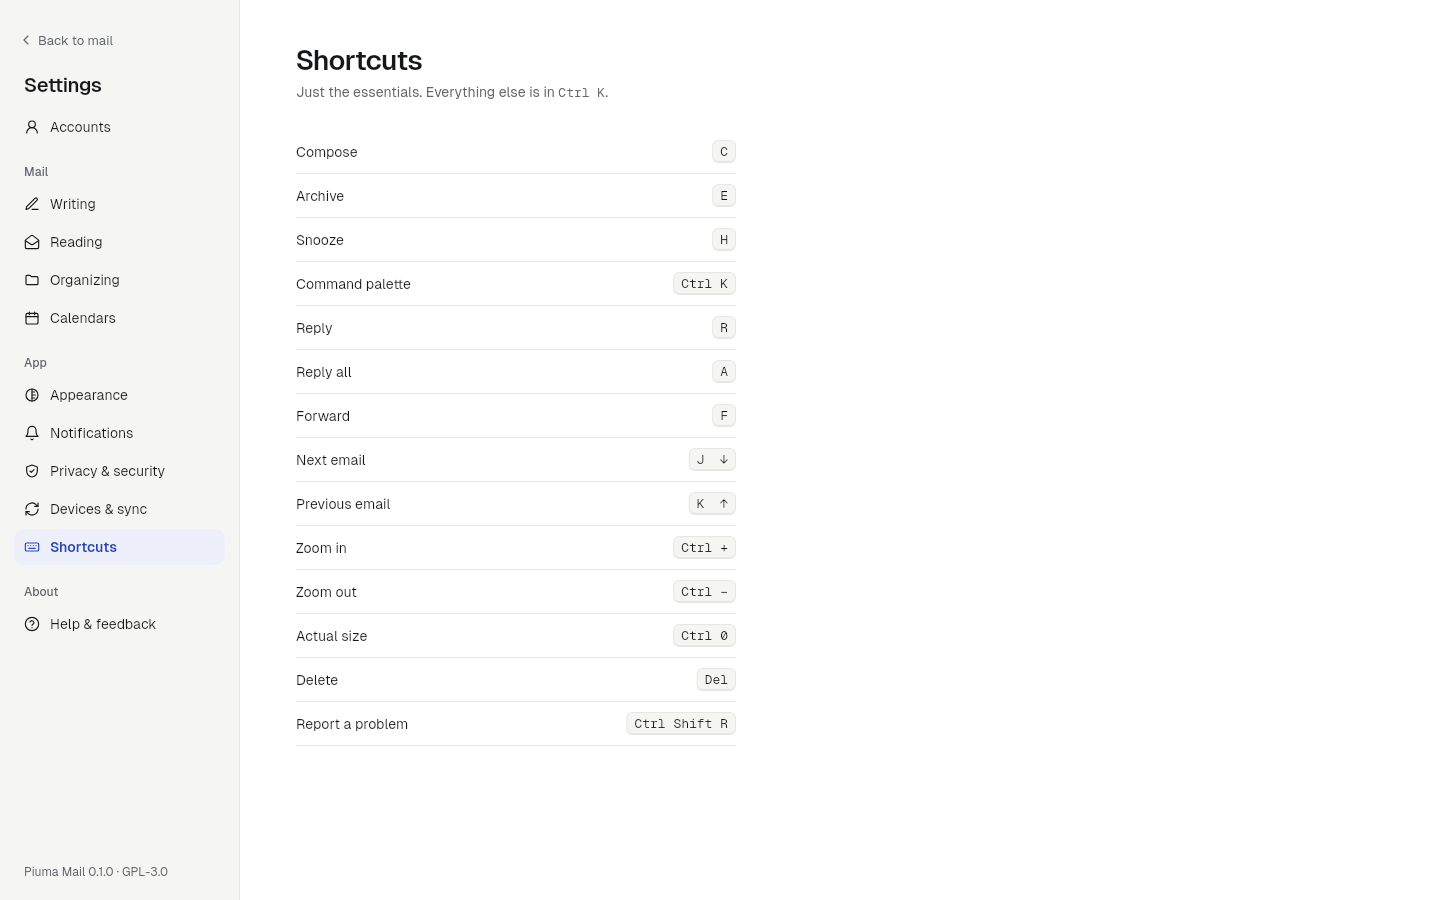 Back to mail
Settings
Accounts
Mail
Writing
Reading
Organizing
Calendars
App
Appearance
Notifications
Privacy & security
Devices & sync
Shortcuts
About
Help & feedback
Piuma Mail 0.1.0 · GPL-3.0
Shortcuts
Just the essentials. Everything else is in Ctrl K.
Compose C
Archive E
Snooze H
Command palette Ctrl K
Reply R
Reply all A
Forward F
Next email J ↓
Previous email K ↑
Zoom in Ctrl +
Zoom out Ctrl −
Actual size Ctrl 0
Delete Del
Report a problem Ctrl Shift R